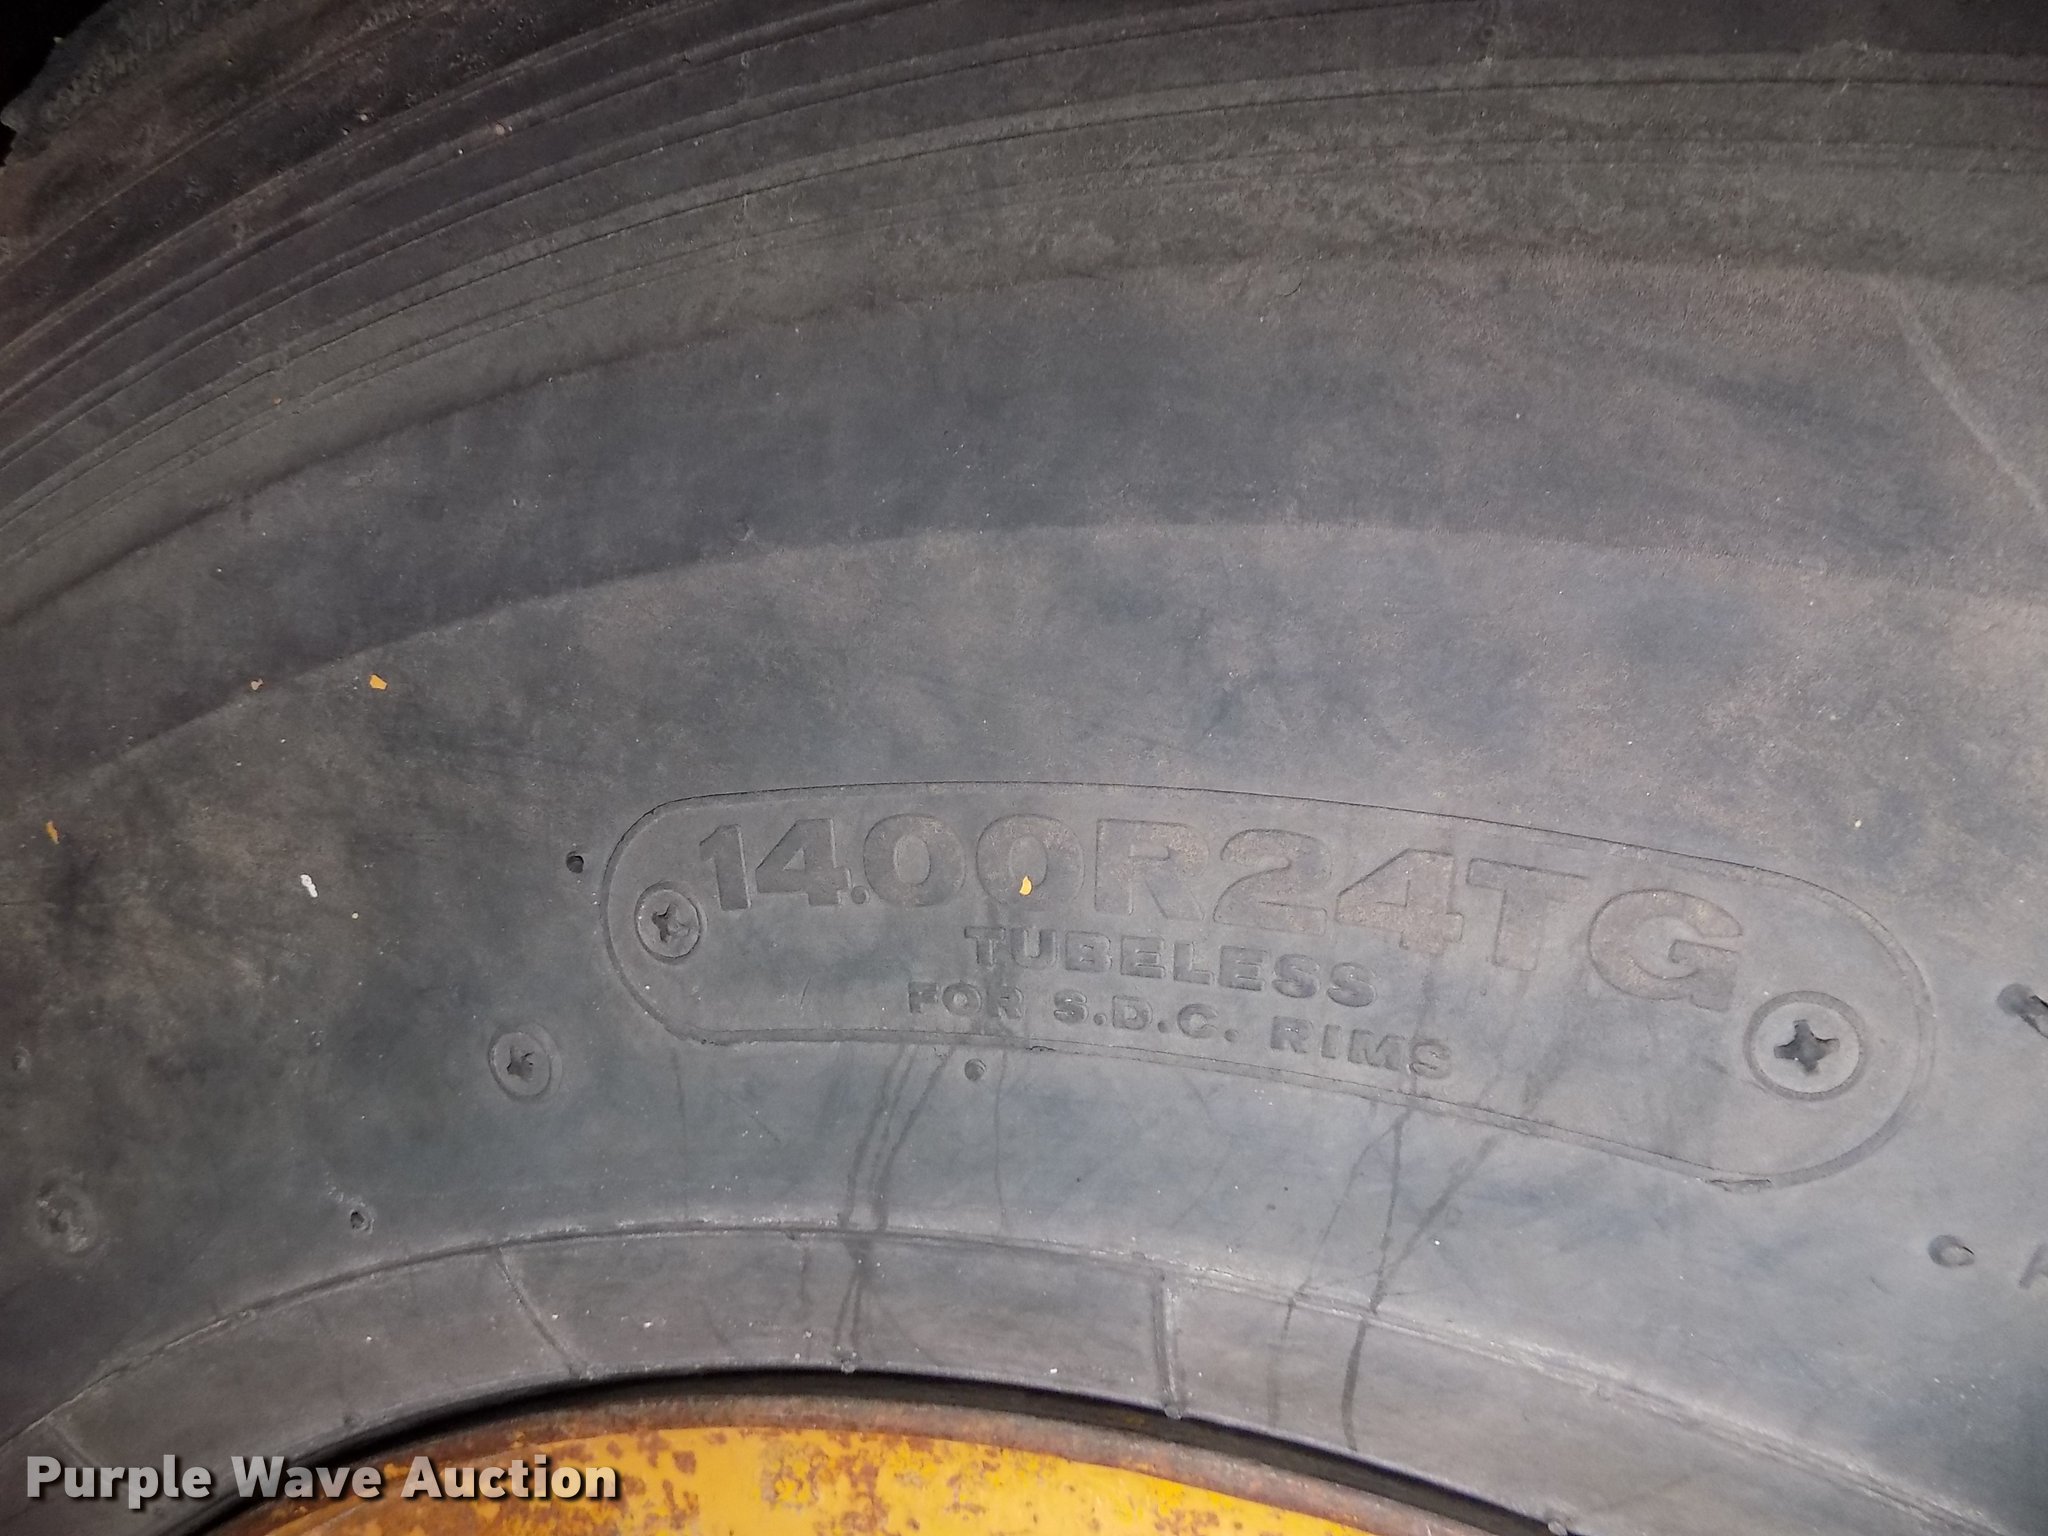 14.00R24TG
TUBELESS
FOR S.D.C. RIMS
Purple Wave Auction